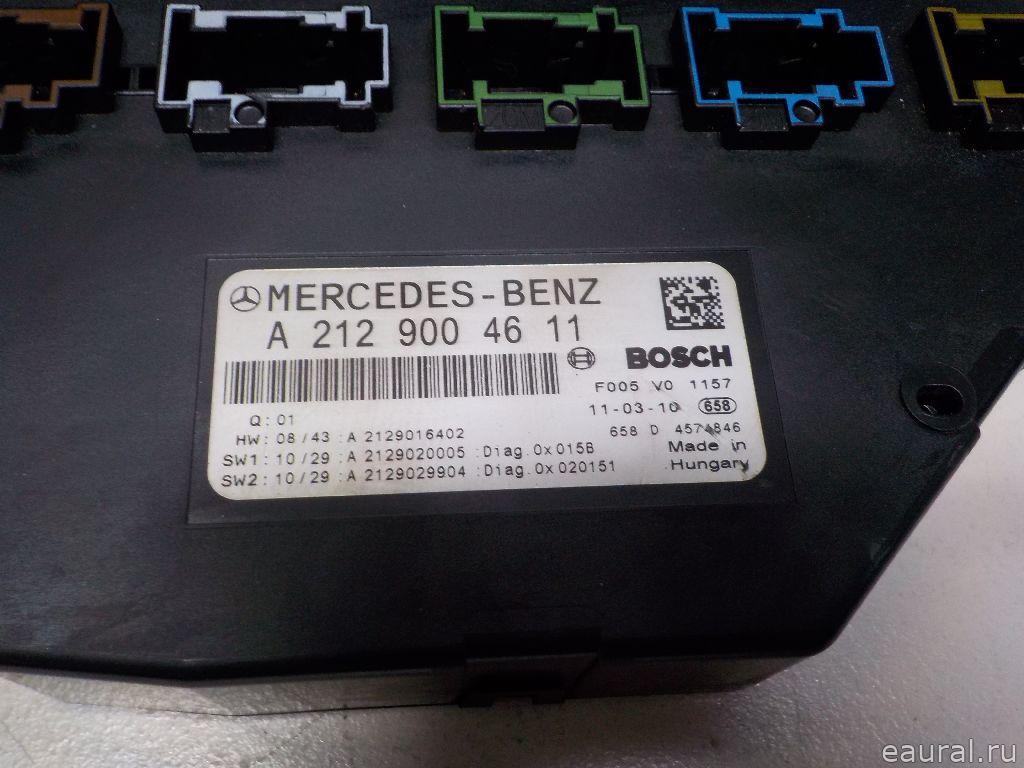 MERCEDES-BENZ
A 212 900 46 11
BOSCH
F005 V0 1157
11-03-10 658
658 D 4574846
Made in
Hungary
Q: 01
HW: 08/43 :A 2129016402
SW1: 10/29 :A 2129020005 :Diag.0x015B
SW2: 10/29 :A 2129029904 :Diag.0x020151
eaural.ru